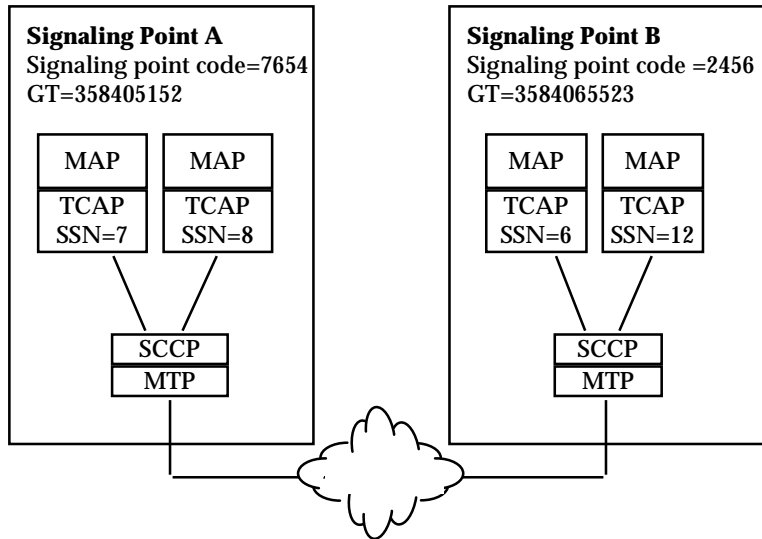 Signaling Point A
Signaling point code=7654
GT=358405152
MAP
MAP
TCAP
SSN=7
TCAP
SSN=8
SCCP
MTP
Signaling Point B
Signaling point code =2456
GT=3584065523
MAP
MAP
TCAP
SSN=6
TCAP
SSN=12
SCCP
MTP